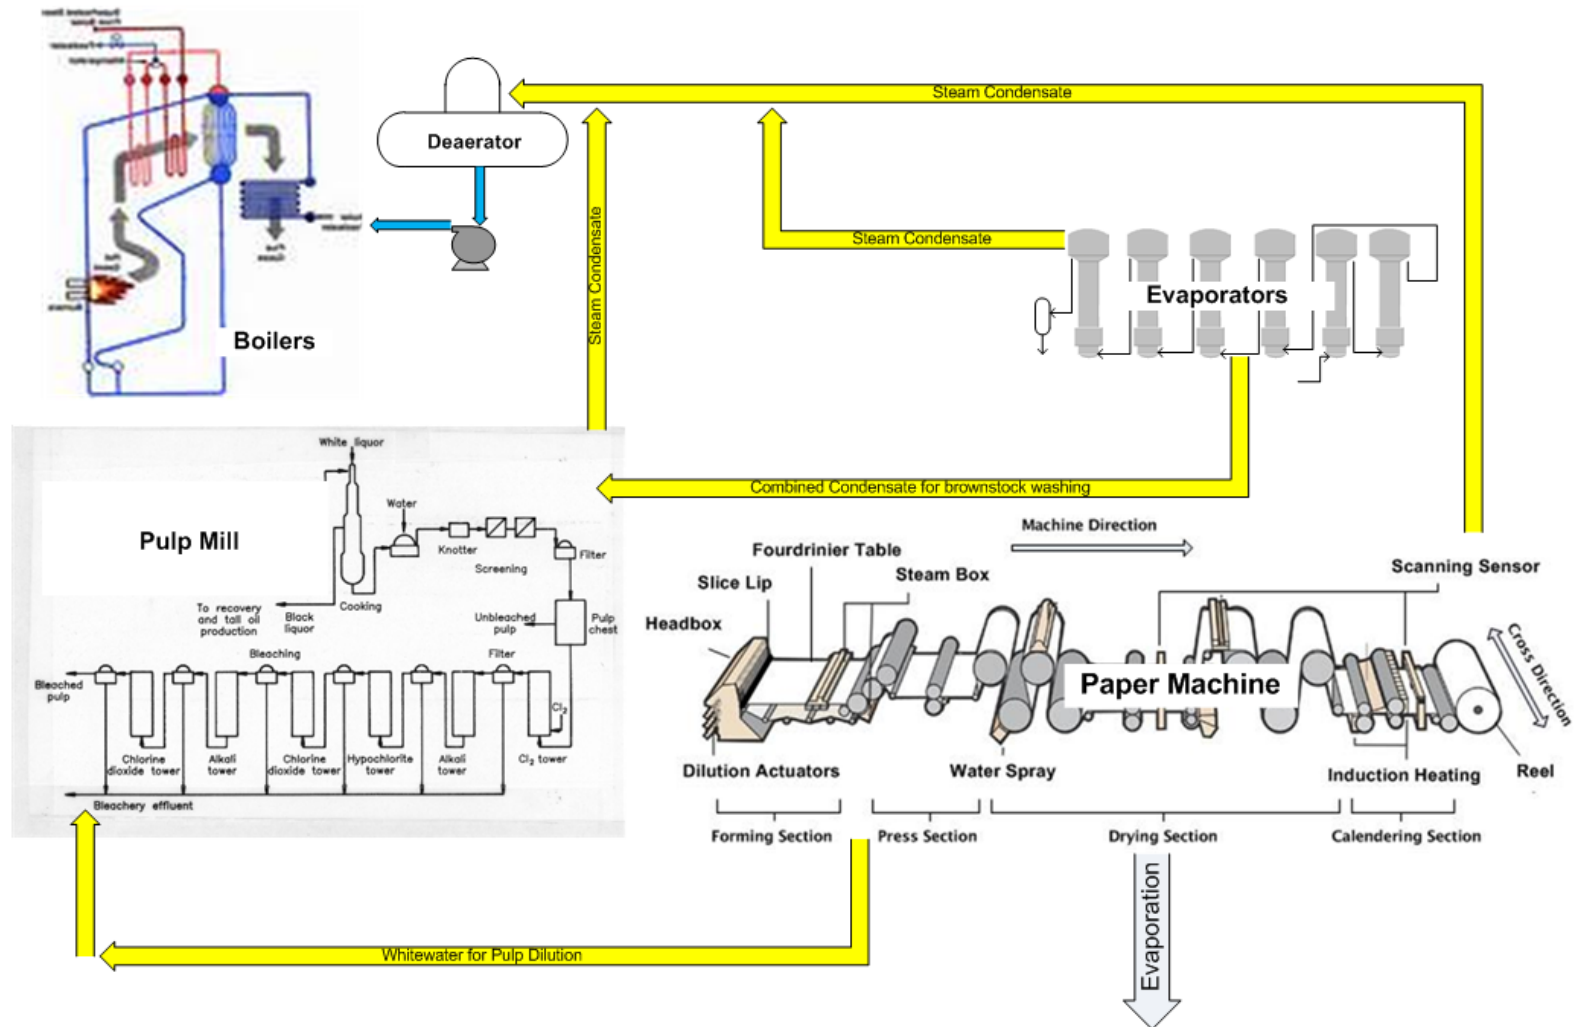 Steam Condensate
Deaerator
Steam Condensate
Steam Condensate
Evaporators
Boilers
Combined Condensate for brownstock washing
White liquor
Pulp Mill
Water
Knotter
Screening
Filter
Cooking
To recovery
and tall oil
production
Black
liquor
Unbleached
pulp
Pulp
chest
Bleaching
Filter
Bleached
pulp
Cl2
Chlorine
dioxide tower
Alkali
tower
Chlorine
dioxide tower
Hypochlorite
tower
Alkali
tower
Cl2 tower
Bleachery effluent
Machine Direction
Fourdrinier Table
Slice Lip
Steam Box
Scanning Sensor
Headbox
Cross Direction
Paper Machine
Dilution Actuators
Water Spray
Induction Heating
Reel
Forming Section
Press Section
Drying Section
Calendering Section
Whitewater for Pulp Dilution
Evaporation